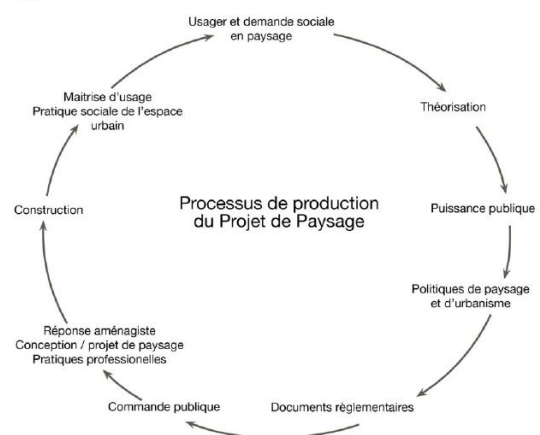 Usager et demande sociale
en paysage
Théorisation
Puissance publique
Politiques de paysage
et d'urbanisme
Documents règlementaires
Commande publique
Réponse aménagiste
Conception / projet de paysage
Pratiques professionelles
Construction
Maitrise d'usage
Pratique sociale de l'espace
urbain
Processus de production
du Projet de Paysage